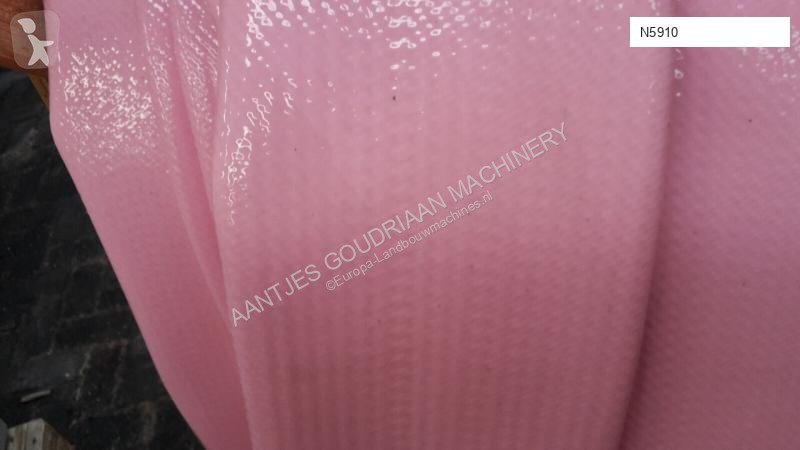 N5910
AANTJES GOUDRIAAN MACHINERY
©Europa-Landbouwmachines.nl